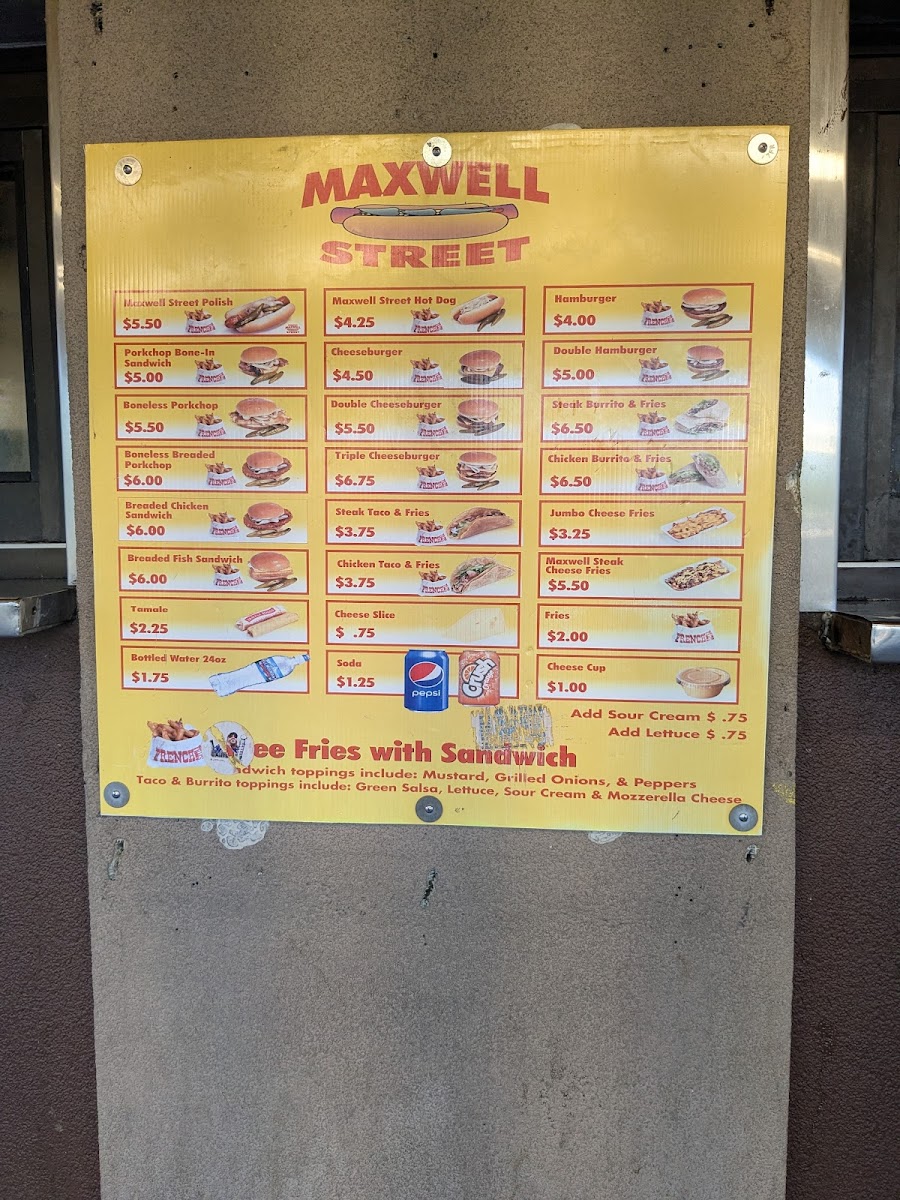 MAXWELL
STREET
Maxwell Street Polish
$5.50
Porkchop Bone-In
Sandwich
$5.00
Boneless Porkchop
$5.50
Boneless Breaded
Porkchop
$6.00
Breaded Chicken
Sandwich
$6.00
Breaded Fish Sandwich
$6.00
Tamale
$2.25
Bottled Water 24oz
$1.75
Maxwell Street Hot Dog
$4.25
Cheeseburger
$4.50
Double Cheeseburger
$5.50
Triple Cheeseburger
$6.75
Steak Taco & Fries
$3.75
Chicken Taco & Fries
$3.75
Cheese Slice
$ .75
Soda
$1.25
pepsi
Crush
Hamburger
$4.00
Double Hamburger
$5.00
Steak Burrito & Fries
$6.50
Chicken Burrito & Fries
$6.50
Jumbo Cheese Fries
$3.25
Maxwell Steak
Cheese Fries
$5.50
Fries
$2.00
Cheese Cup
$1.00
Add Sour Cream $ .75
Add Lettuce $ .75
ee Fries with Sandwich
ndwich toppings include: Mustard, Grilled Onions, & Peppers
Taco & Burrito toppings include: Green Salsa, Lettuce, Sour Cream & Mozzerella Cheese